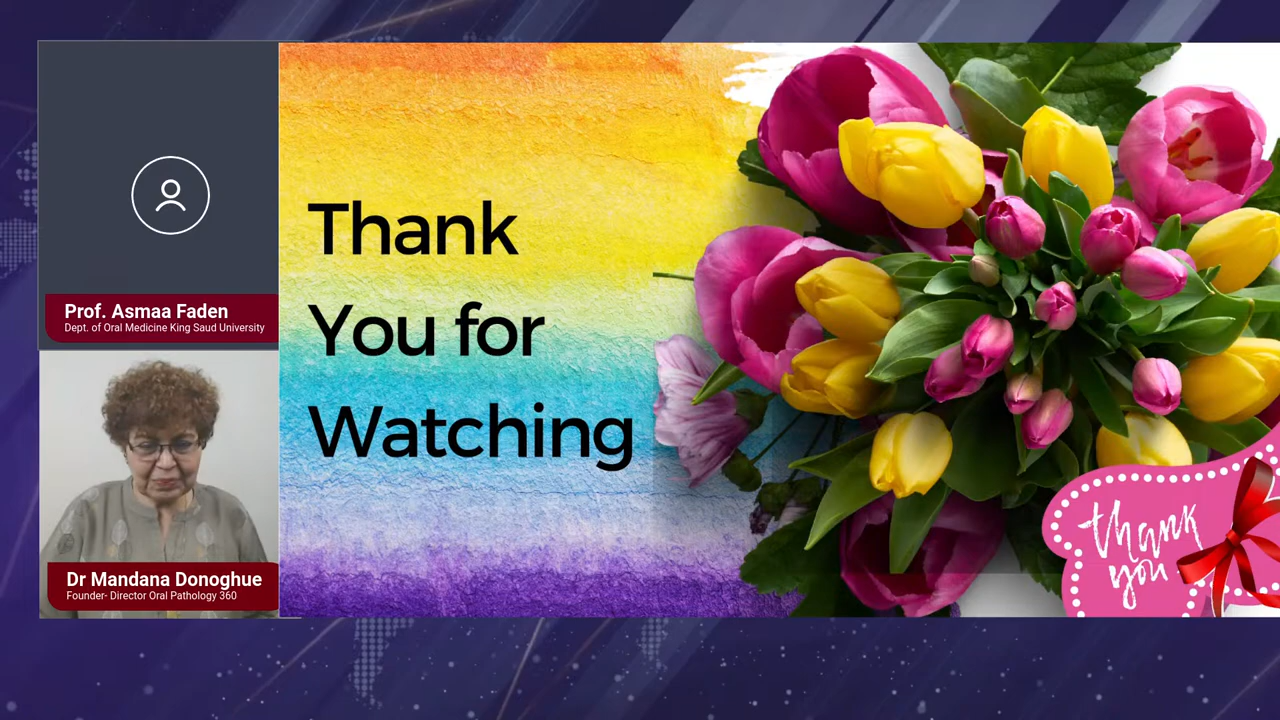 Prof. Asmaa Faden
Dept. of Oral Medicine King Saud University
Dr Mandana Donoghue
Founder- Director Oral Pathology 360
Thank
You for
Watching
thank
you